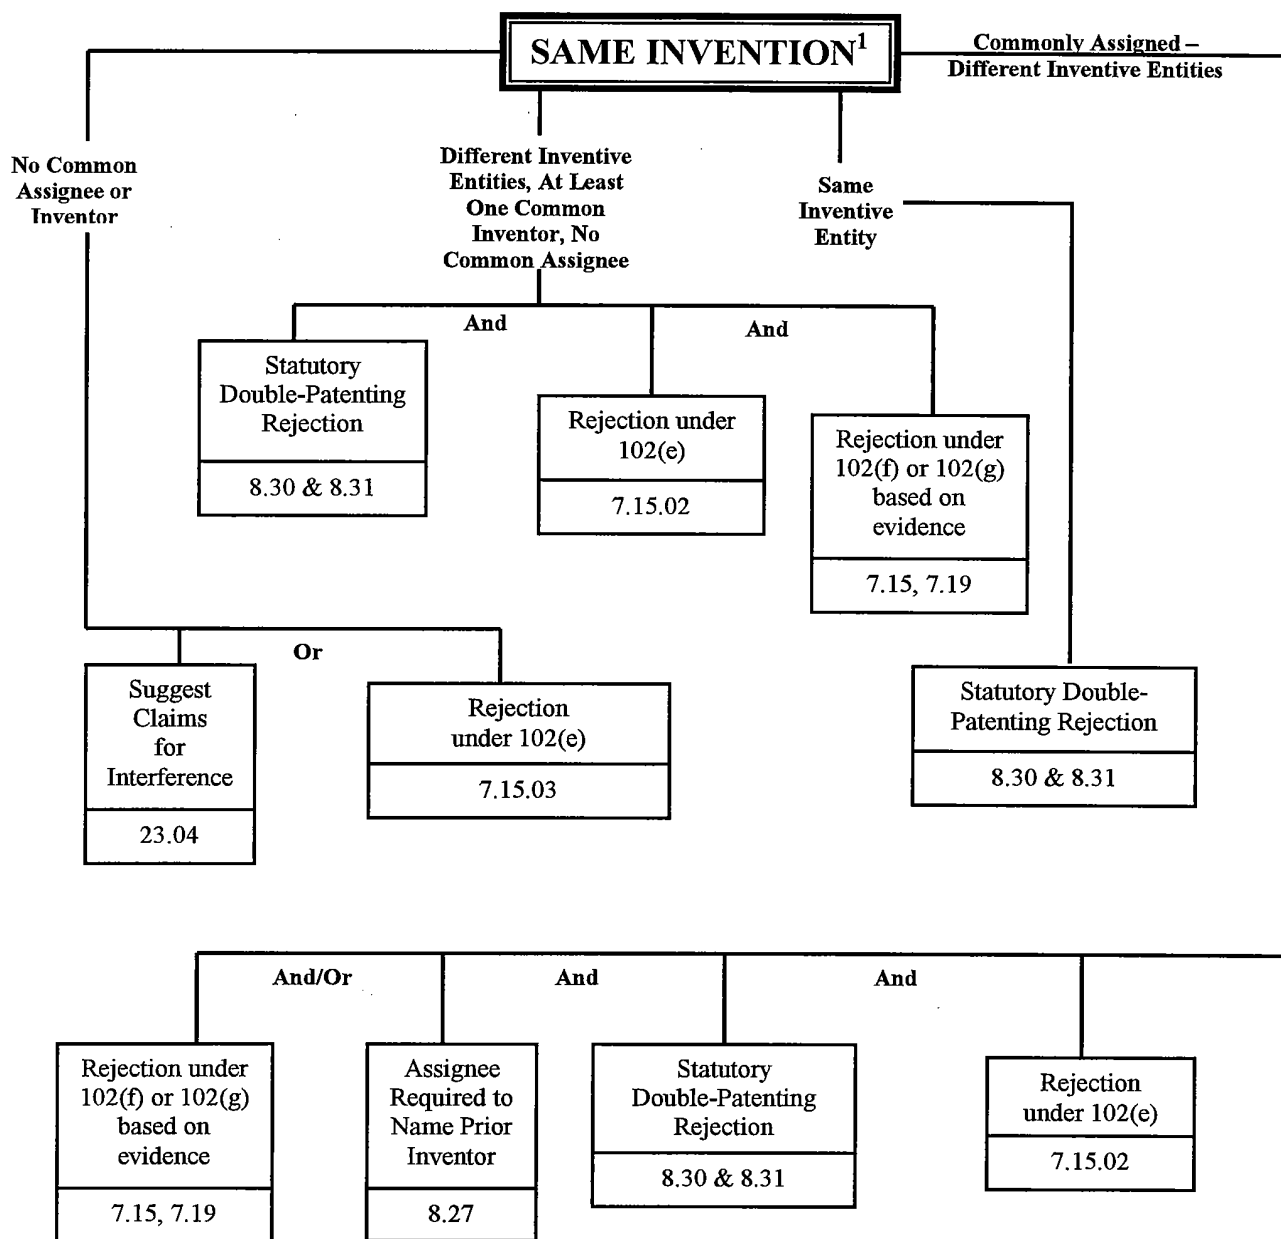 SAME INVENTION¹
Commonly Assigned –
Different Inventive Entities
No Common
Assignee or
Inventor
Different Inventive
Entities, At Least
One Common
Inventor, No
Common Assignee
Same
Inventive
Entity
And
And
Statutory
Double-Patenting
Rejection
8.30 & 8.31
Rejection under
102(e)
7.15.02
Rejection under
102(f) or 102(g)
based on
evidence
7.15, 7.19
Or
Suggest
Claims
for
Interference
23.04
Rejection
under 102(e)
7.15.03
Statutory Double-
Patenting Rejection
8.30 & 8.31
And/Or
And
And
Rejection under
102(f) or 102(g)
based on
evidence
7.15, 7.19
Assignee
Required to
Name Prior
Inventor
8.27
Statutory
Double-Patenting
Rejection
8.30 & 8.31
Rejection
under 102(e)
7.15.02